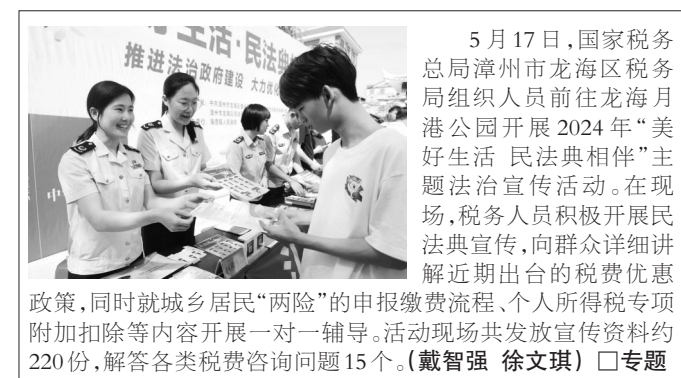 生活·民法典
推进法治政府建设 大力优化
5月17日，国家税务
总局漳州市龙海区税务
局组织人员前往龙海月
港公园开展2024年“美
好生活 民法典相伴”主
题法治宣传活动。在现
场，税务人员积极开展民
法典宣传，向群众详细讲
解近期出台的税费优惠
政策，同时就城乡居民“两险”的申报缴费流程、个人所得税专项
附加扣除等内容开展一对一辅导。活动现场共发放宣传资料约
220份，解答各类税费咨询问题15个。(戴智强 徐文琪) □专题